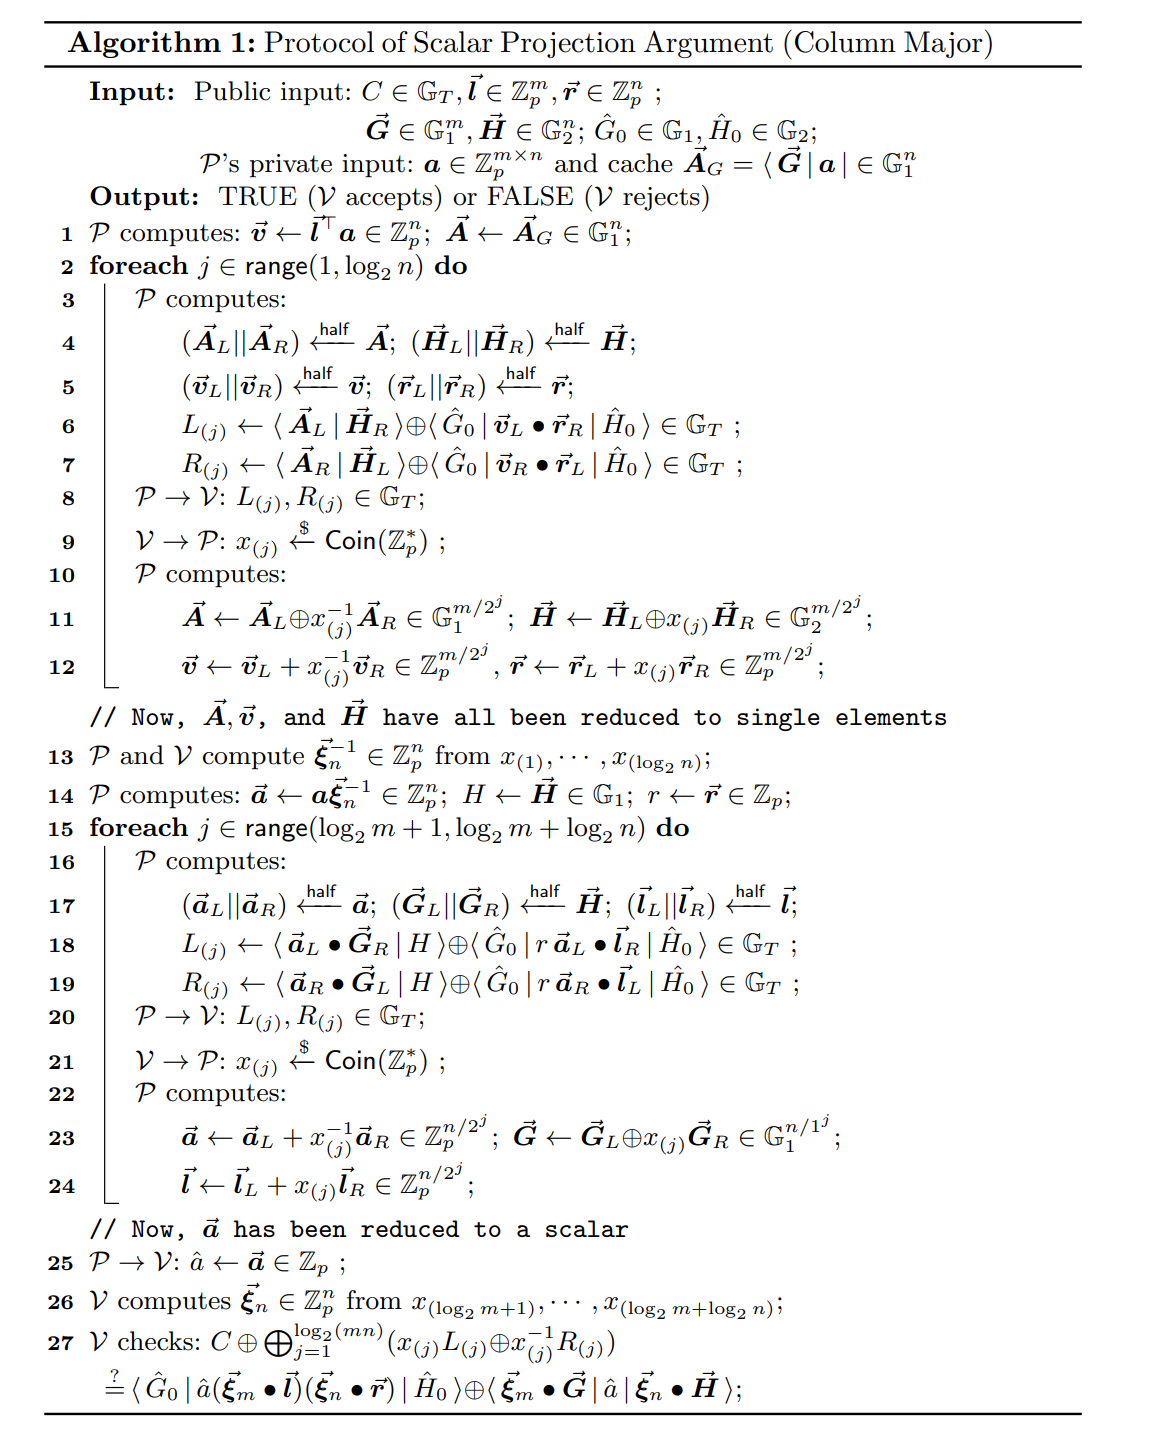 Algorithm 1: Protocol of Scalar Projection Argument (Column Major)
Input: Public input: $C \in \mathbb{G}_T, \vec{l} \in \mathbb{Z}_p^m, \vec{r} \in \mathbb{Z}_p^n$ ;
$\vec{G} \in \mathbb{G}_1^m, \vec{H} \in \mathbb{G}_2^n; \hat{G}_0 \in \mathbb{G}_1, \hat{H}_0 \in \mathbb{G}_2$;
$\mathcal{P}$'s private input: $a \in \mathbb{Z}_p^{m \times n}$ and cache $\vec{A}_G = \langle \vec{G} | a | \in \mathbb{G}_1^n$
Output: TRUE ($\mathcal{V}$ accepts) or FALSE ($\mathcal{V}$ rejects)
1 $\mathcal{P}$ computes: $\vec{v} \leftarrow \vec{l}^\top a \in \mathbb{Z}_p^n; \vec{A} \leftarrow \vec{A}_G \in \mathbb{G}_1^n$;
2 foreach $j \in \mathsf{range}(1, \log_2 n)$ do
3 $\mathcal{P}$ computes:
4 $(\vec{A}_L || \vec{A}_R) \xleftarrow{\mathsf{half}} \vec{A}; (\vec{H}_L || \vec{H}_R) \xleftarrow{\mathsf{half}} \vec{H}$;
5 $(\vec{v}_L || \vec{v}_R) \xleftarrow{\mathsf{half}} \vec{v}; (\vec{r}_L || \vec{r}_R) \xleftarrow{\mathsf{half}} \vec{r}$;
6 $L_{(j)} \leftarrow \langle \vec{A}_L | \vec{H}_R \rangle \oplus \langle \hat{G}_0 | \vec{v}_L \bullet \vec{r}_R | \hat{H}_0 \rangle \in \mathbb{G}_T$ ;
7 $R_{(j)} \leftarrow \langle \vec{A}_R | \vec{H}_L \rangle \oplus \langle \hat{G}_0 | \vec{v}_R \bullet \vec{r}_L | \hat{H}_0 \rangle \in \mathbb{G}_T$ ;
8 $\mathcal{P} \rightarrow \mathcal{V}$: $L_{(j)}, R_{(j)} \in \mathbb{G}_T$;
9 $\mathcal{V} \rightarrow \mathcal{P}$: $x_{(j)} \xleftarrow{\$} \mathsf{Coin}(\mathbb{Z}_p^*)$ ;
10 $\mathcal{P}$ computes:
11 $\vec{A} \leftarrow \vec{A}_L \oplus x_{(j)}^{-1} \vec{A}_R \in \mathbb{G}_1^{m/2^j}; \vec{H} \leftarrow \vec{H}_L \oplus x_{(j)} \vec{H}_R \in \mathbb{G}_2^{m/2^j}$;
12 $\vec{v} \leftarrow \vec{v}_L + x_{(j)}^{-1} \vec{v}_R \in \mathbb{Z}_p^{m/2^j}, \vec{r} \leftarrow \vec{r}_L + x_{(j)} \vec{r}_R \in \mathbb{Z}_p^{m/2^j}$;
// Now, $\vec{A}, \vec{v}$, and $\vec{H}$ have all been reduced to single elements
13 $\mathcal{P}$ and $\mathcal{V}$ compute $\vec{\xi}_n^{-1} \in \mathbb{Z}_p^n$ from $x_{(1)}, \cdots, x_{(\log_2 n)}$;
14 $\mathcal{P}$ computes: $\vec{a} \leftarrow a \vec{\xi}_n^{-1} \in \mathbb{Z}_p^n; H \leftarrow \vec{H} \in \mathbb{G}_1; r \leftarrow \vec{r} \in \mathbb{Z}_p$;
15 foreach $j \in \mathsf{range}(\log_2 m + 1, \log_2 m + \log_2 n)$ do
16 $\mathcal{P}$ computes:
17 $(\vec{a}_L || \vec{a}_R) \xleftarrow{\mathsf{half}} \vec{a}; (\vec{G}_L || \vec{G}_R) \xleftarrow{\mathsf{half}} \vec{H}; (\vec{l}_L || \vec{l}_R) \xleftarrow{\mathsf{half}} \vec{l}$;
18 $L_{(j)} \leftarrow \langle \vec{a}_L \bullet \vec{G}_R | H \rangle \oplus \langle \hat{G}_0 | r \, \vec{a}_L \bullet \vec{l}_R | \hat{H}_0 \rangle \in \mathbb{G}_T$ ;
19 $R_{(j)} \leftarrow \langle \vec{a}_R \bullet \vec{G}_L | H \rangle \oplus \langle \hat{G}_0 | r \, \vec{a}_R \bullet \vec{l}_L | \hat{H}_0 \rangle \in \mathbb{G}_T$ ;
20 $\mathcal{P} \rightarrow \mathcal{V}$: $L_{(j)}, R_{(j)} \in \mathbb{G}_T$;
21 $\mathcal{V} \rightarrow \mathcal{P}$: $x_{(j)} \xleftarrow{\$} \mathsf{Coin}(\mathbb{Z}_p^*)$ ;
22 $\mathcal{P}$ computes:
23 $\vec{a} \leftarrow \vec{a}_L + x_{(j)}^{-1} \vec{a}_R \in \mathbb{Z}_p^{n/2^j}; \vec{G} \leftarrow \vec{G}_L \oplus x_{(j)} \vec{G}_R \in \mathbb{G}_1^{n/1^j}$;
24 $\vec{l} \leftarrow \vec{l}_L + x_{(j)} \vec{l}_R \in \mathbb{Z}_p^{n/2^j}$;
// Now, $\vec{a}$ has been reduced to a scalar
25 $\mathcal{P} \rightarrow \mathcal{V}$: $\hat{a} \leftarrow \vec{a} \in \mathbb{Z}_p$ ;
26 $\mathcal{V}$ computes $\vec{\xi}_n \in \mathbb{Z}_p^n$ from $x_{(\log_2 m+1)}, \cdots, x_{(\log_2 m + \log_2 n)}$;
27 $\mathcal{V}$ checks: $C \oplus \bigoplus_{j=1}^{\log_2(mn)} (x_{(j)} L_{(j)} \oplus x_{(j)}^{-1} R_{(j)})$
$\stackrel{?}{=} \langle \hat{G}_0 | \hat{a}(\vec{\xi}_m \bullet \vec{l})(\vec{\xi}_n \bullet \vec{r}) | \hat{H}_0 \rangle \oplus \langle \vec{\xi}_m \bullet \vec{G} | \hat{a} | \vec{\xi}_n \bullet \vec{H} \rangle$;